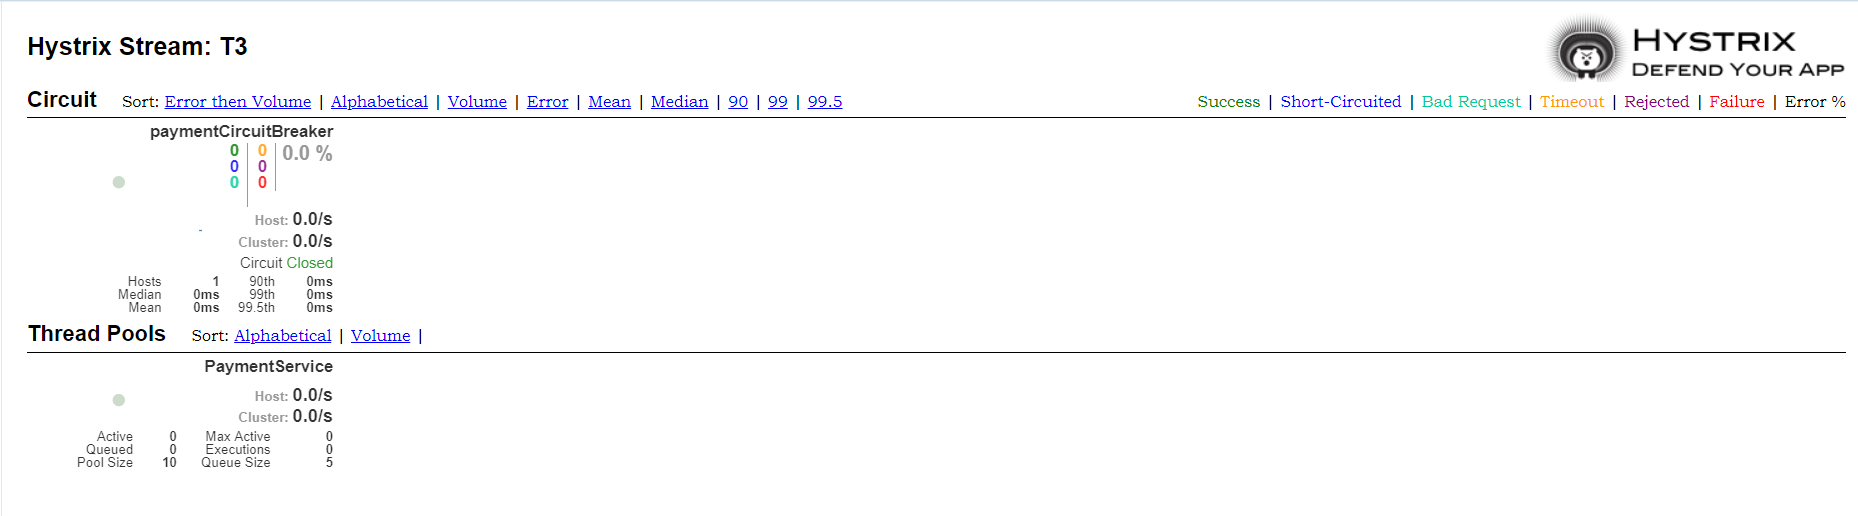 Hystrix Stream: T3
HYSTRIX
DEFEND YOUR APP
Circuit Sort: Error then Volume | Alphabetical | Volume | Error | Mean | Median | 90 | 99 | 99.5
Success | Short-Circuited | Bad Request | Timeout | Rejected | Failure | Error %
paymentCircuitBreaker
0 0 0.0 %
0 0
0 0
Host: 0.0/s
-
Cluster: 0.0/s
Circuit Closed
Hosts 1 90th 0ms
Median 0ms 99th 0ms
Mean 0ms 99.5th 0ms
Thread Pools Sort: Alphabetical | Volume |
PaymentService
Host: 0.0/s
Cluster: 0.0/s
Active 0 Max Active 0
Queued 0 Executions 0
Pool Size 10 Queue Size 5